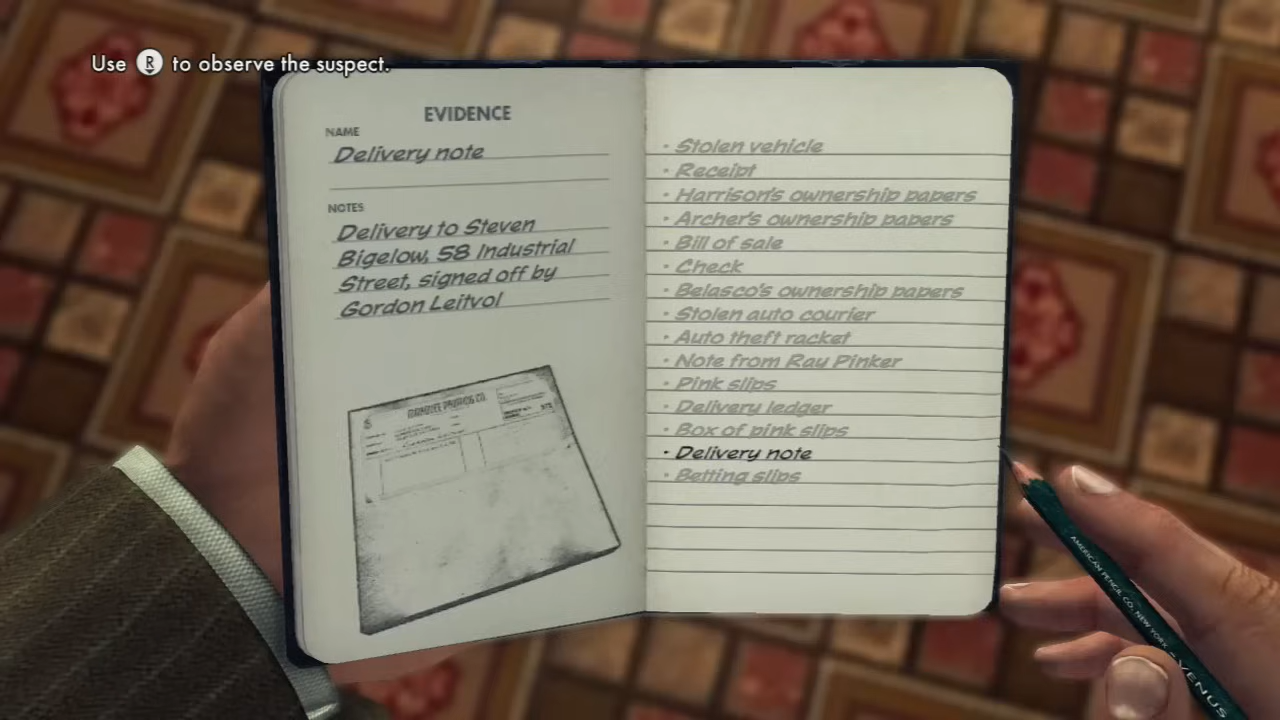 Use R to observe the suspect.
EVIDENCE
NAME
Delivery note
NOTES
Delivery to Steven
Bigelow, 58 Industrial
Street, signed off by
Gordon Leitvol
· Stolen vehicle
· Receipt
· Harrison's ownership papers
· Archer's ownership papers
· Bill of sale
· Check
· Belasco's ownership papers
· Stolen auto courier
· Auto theft racket
· Note from Ray Pinker
· Pink slips
· Delivery ledger
· Box of pink slips
· Delivery note
· Betting slips
AMERICAN PENCIL CO. NEW YORK VENUS